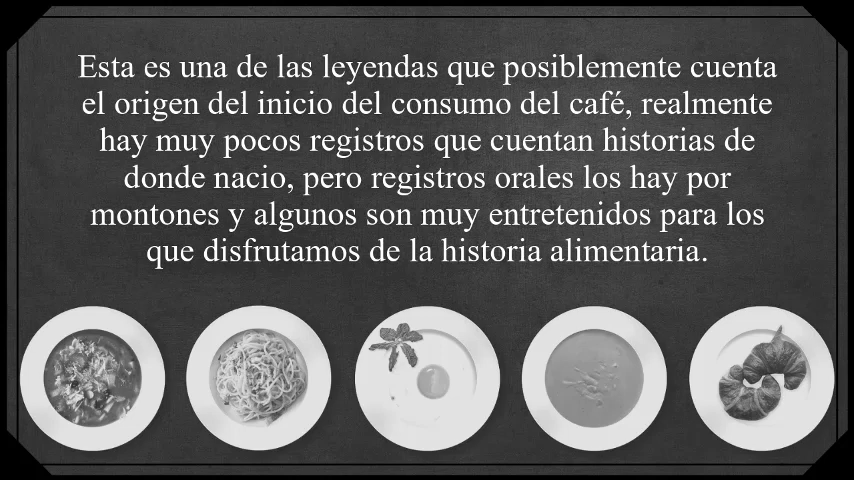 Esta es una de las leyendas que posiblemente cuenta
el origen del inicio del consumo del café, realmente
hay muy pocos registros que cuentan historias de
donde nacio, pero registros orales los hay por
montones y algunos son muy entretenidos para los
que disfrutamos de la historia alimentaria.